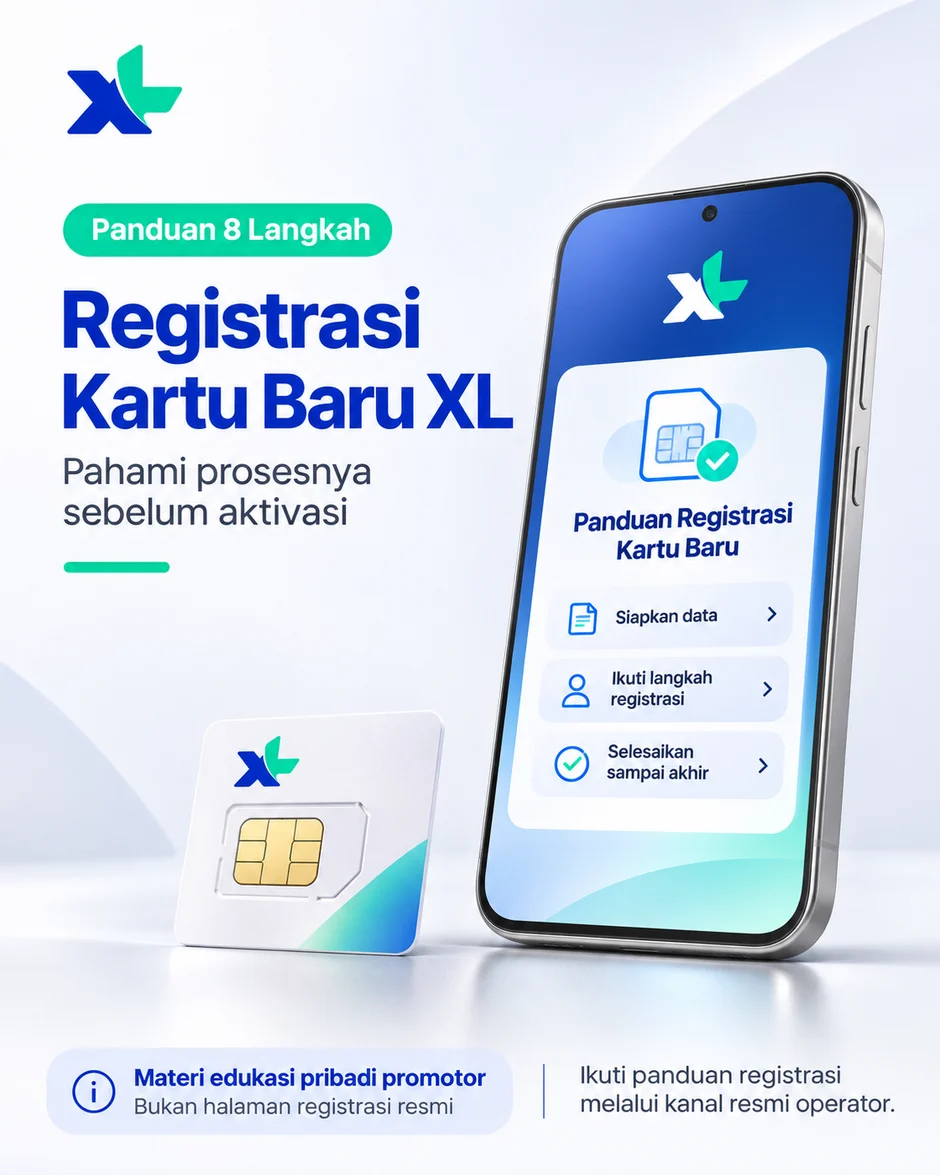 XL
Panduan 8 Langkah
Registrasi
Kartu Baru XL
Pahami prosesnya
sebelum aktivasi
XL
Panduan Registrasi
Kartu Baru
Siapkan data
Ikuti langkah
registrasi
Selesaikan
sampai akhir
XL
Materi edukasi pribadi promotor
Bukan halaman registrasi resmi
Ikuti panduan registrasi
melalui kanal resmi operator.